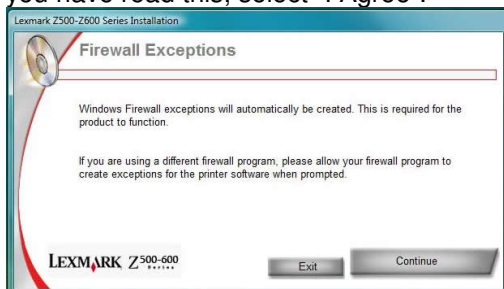 you have read this, select "I Agree".
Lexmark Z500-Z600 Series Installation
Firewall Exceptions
Windows Firewall exceptions will automatically be created. This is required for the
product to function.
If you are using a different firewall program, please allow your firewall program to
create exceptions for the printer software when prompted.
LEXMARK Z500-600
Series
Exit
Continue